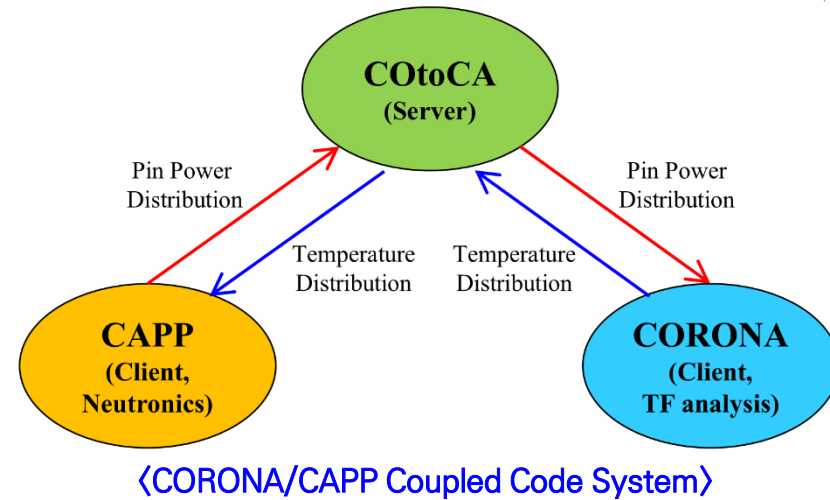 COtoCA
(Server)
Pin Power
Distribution
Pin Power
Distribution
Temperature
Distribution
Temperature
Distribution
CAPP
(Client,
Neutronics)
CORONA
(Client,
TF analysis)
〈CORONA/CAPP Coupled Code System〉